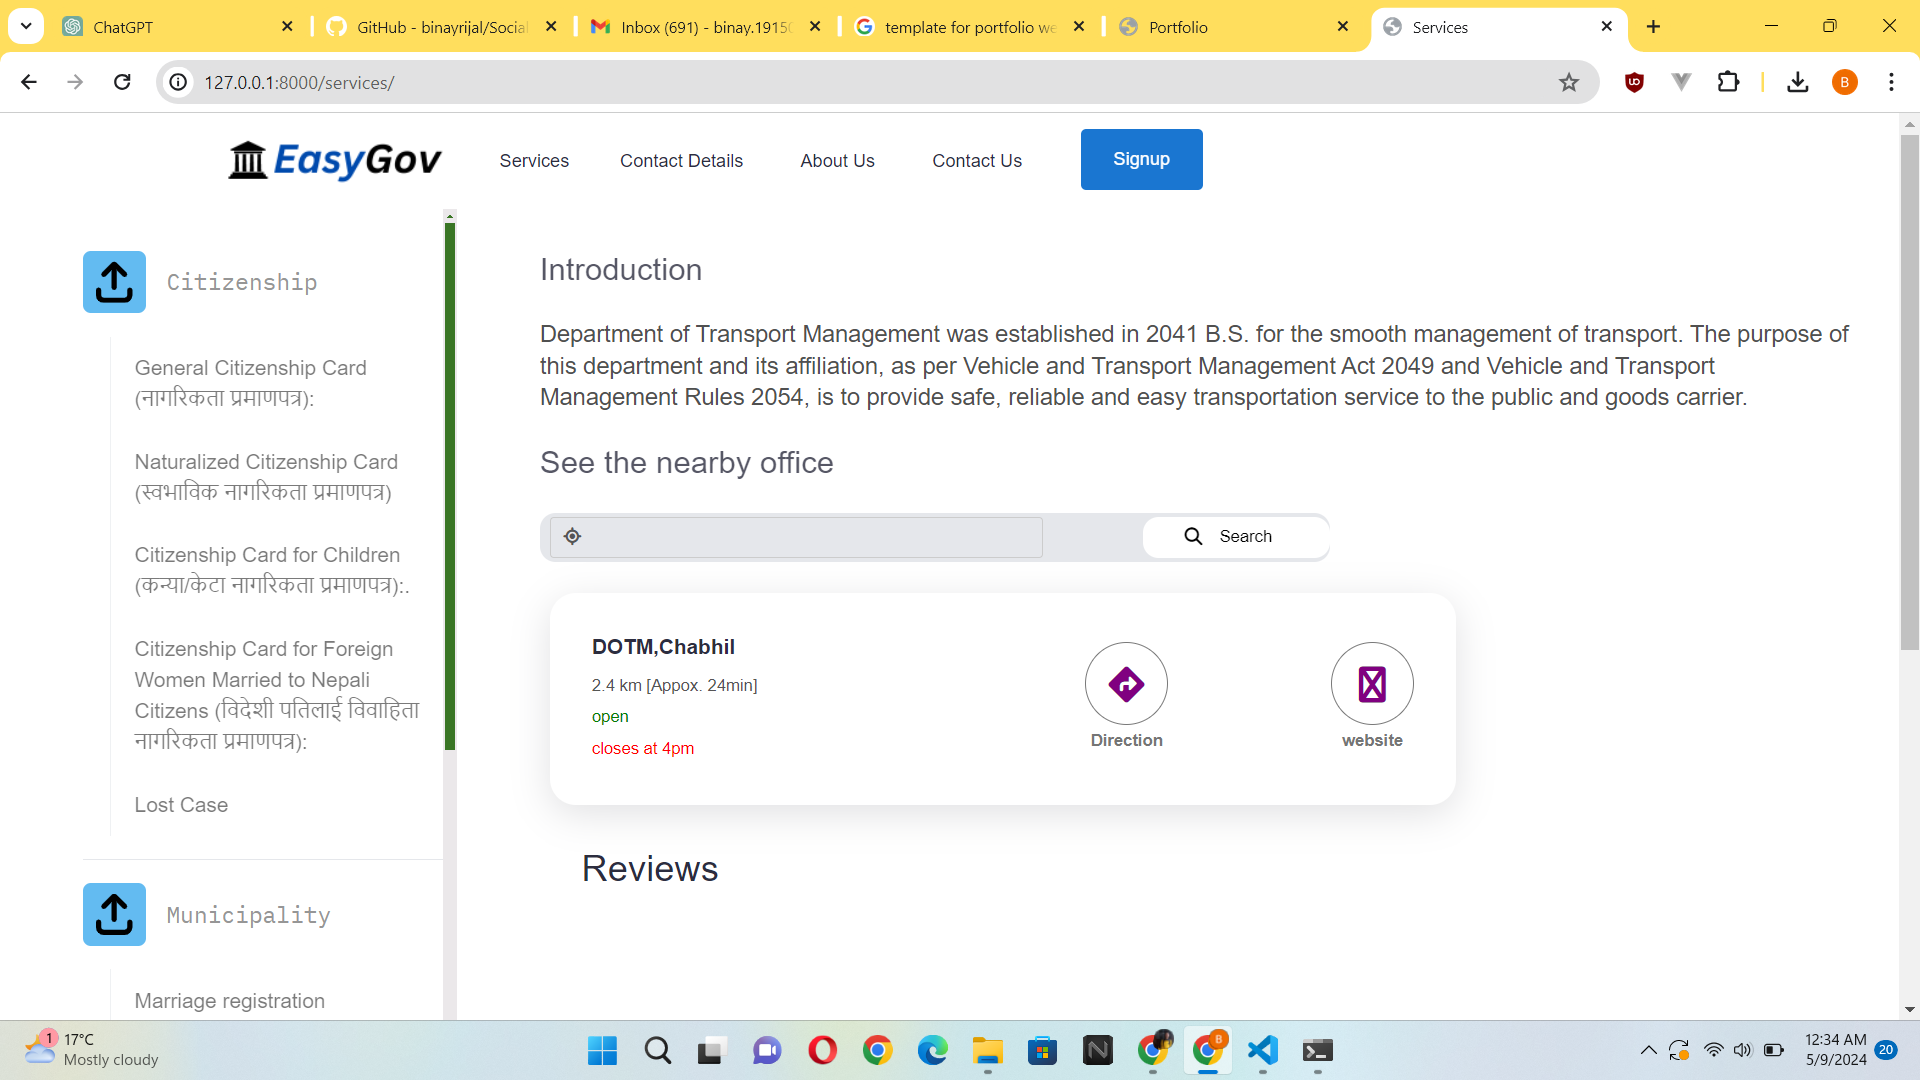 ChatGPT
GitHub - binayrijal/Social
Inbox (691) - binay.1915
template for portfolio we
Portfolio
Services
127.0.0.1:8000/services/
B
EasyGov
Services
Contact Details
About Us
Contact Us
Signup
Citizenship
General Citizenship Card
(नागरिकता प्रमाणपत्र):
Naturalized Citizenship Card
(स्वभाविक नागरिकता प्रमाणपत्र)
Citizenship Card for Children
(कन्या/केटा नागरिकता प्रमाणपत्र):.
Citizenship Card for Foreign
Women Married to Nepali
Citizens (विदेशी पतिलाई विवाहिता
नागरिकता प्रमाणपत्र):
Lost Case
Municipality
Marriage registration
Introduction
Department of Transport Management was established in 2041 B.S. for the smooth management of transport. The purpose of
this department and its affiliation, as per Vehicle and Transport Management Act 2049 and Vehicle and Transport
Management Rules 2054, is to provide safe, reliable and easy transportation service to the public and goods carrier.
See the nearby office
Search
DOTM,Chabhil
2.4 km [Appox. 24min]
open
closes at 4pm
Direction
website
Reviews
1
17°C
Mostly cloudy
B
12:34 AM
5/9/2024
20